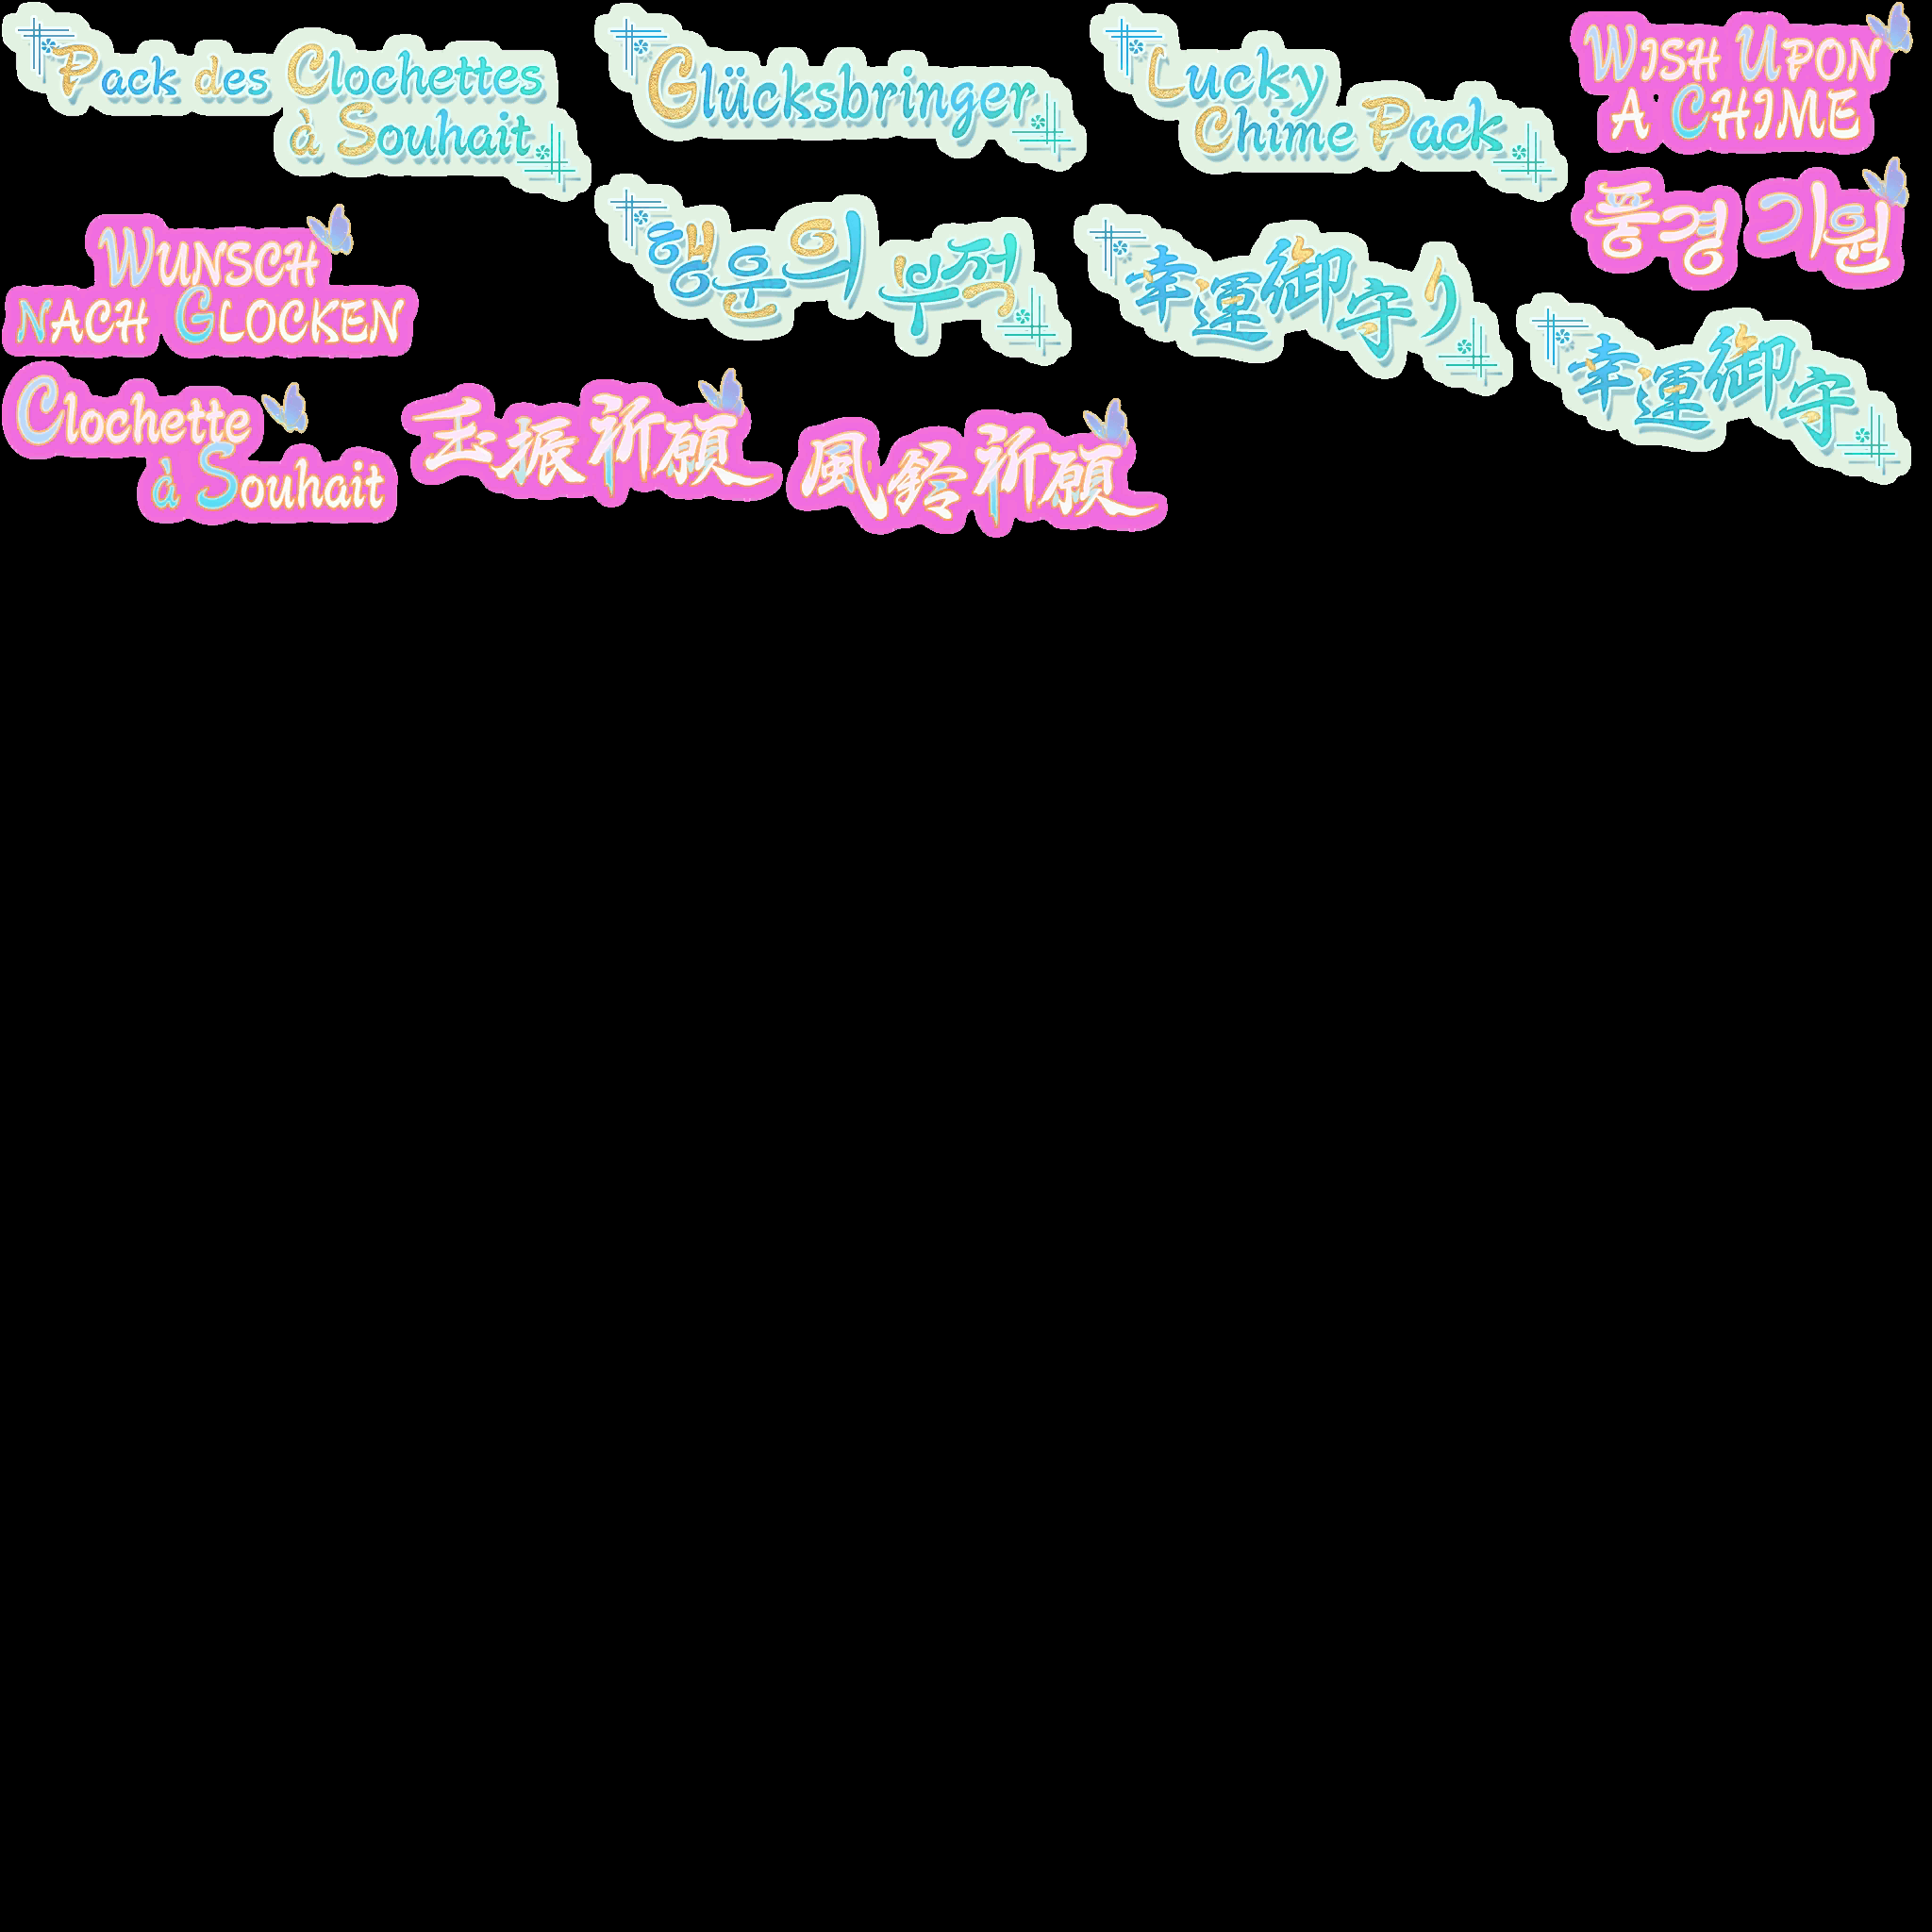 Pack des Clochettes
à Souhait
Glücksbringer
Lucky
Chime Pack
WISH UPON
A CHIME
WUNSCH
NACH GLOCKEN
행운의 부적
幸運御守り
풍경 기원
幸運御守
Clochette
à Souhait
玉振祈願
風鈴祈願